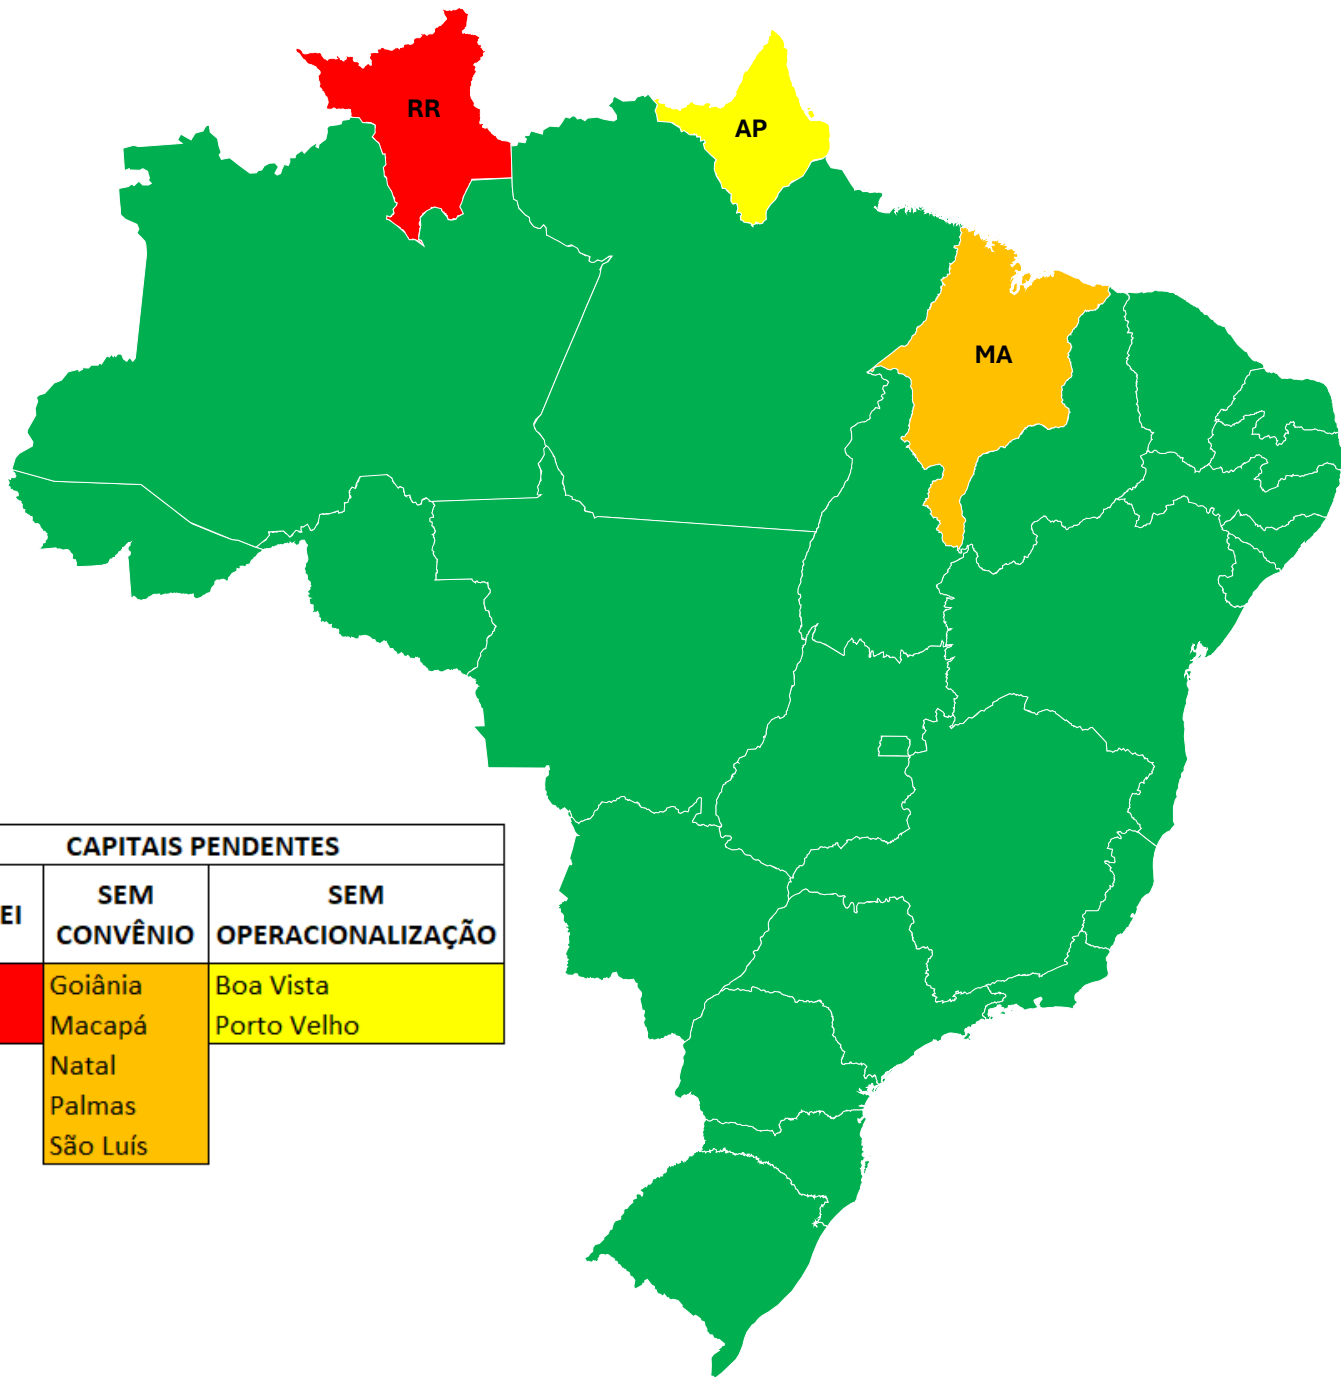 RR
AP
MA
CAPITAIS PENDENTES
EI
SEM
CONVÊNIO
SEM
OPERACIONALIZAÇÃO
Goiânia
Boa Vista
Macapá
Porto Velho
Natal
Palmas
São Luís